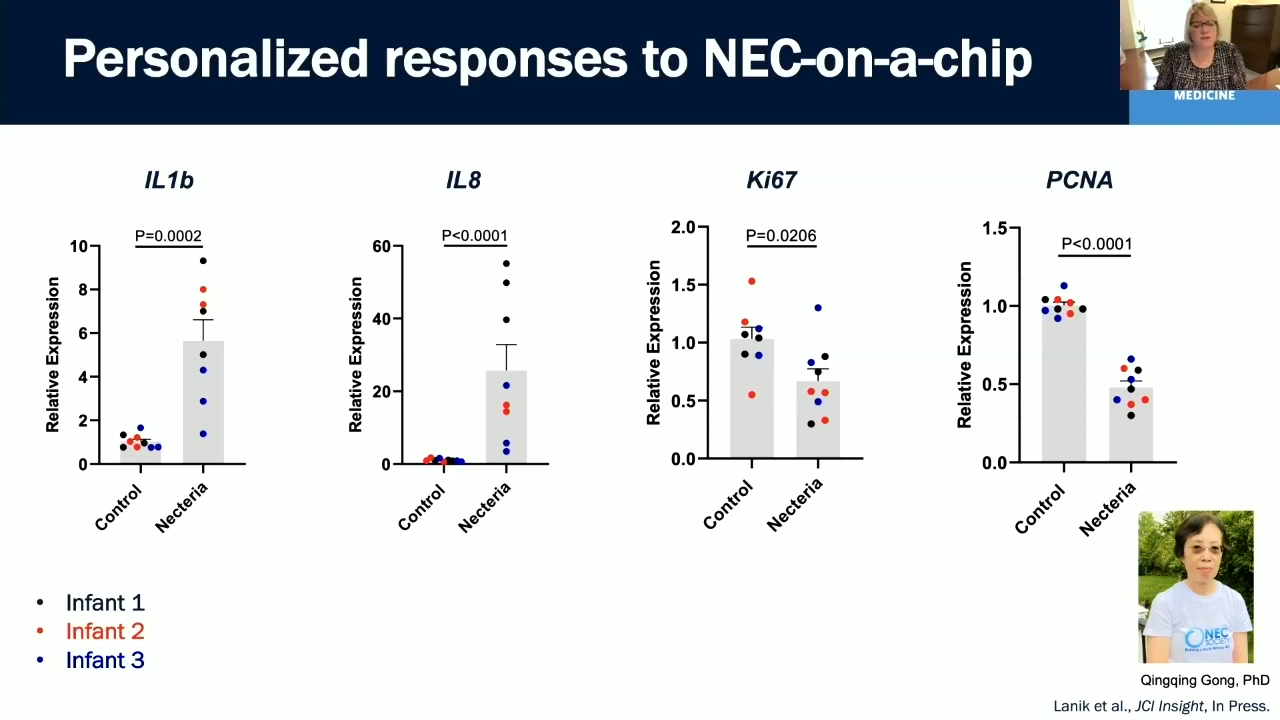 Personalized responses to NEC-on-a-chip
MEDICINE
IL1b
P=0.0002
10
8
6
4
2
0
Relative Expression
Control
Necteria
IL8
P<0.0001
60
40
20
0
Relative Expression
Control
Necteria
Ki67
P=0.0206
2.0
1.5
1.0
0.5
0.0
Relative Expression
Control
Necteria
PCNA
P<0.0001
1.5
1.0
0.5
0.0
Relative Expression
Control
Necteria
• Infant 1
• Infant 2
• Infant 3
NEC
SOCIETY
Qingqing Gong, PhD
Lanik et al., JCI Insight, In Press.